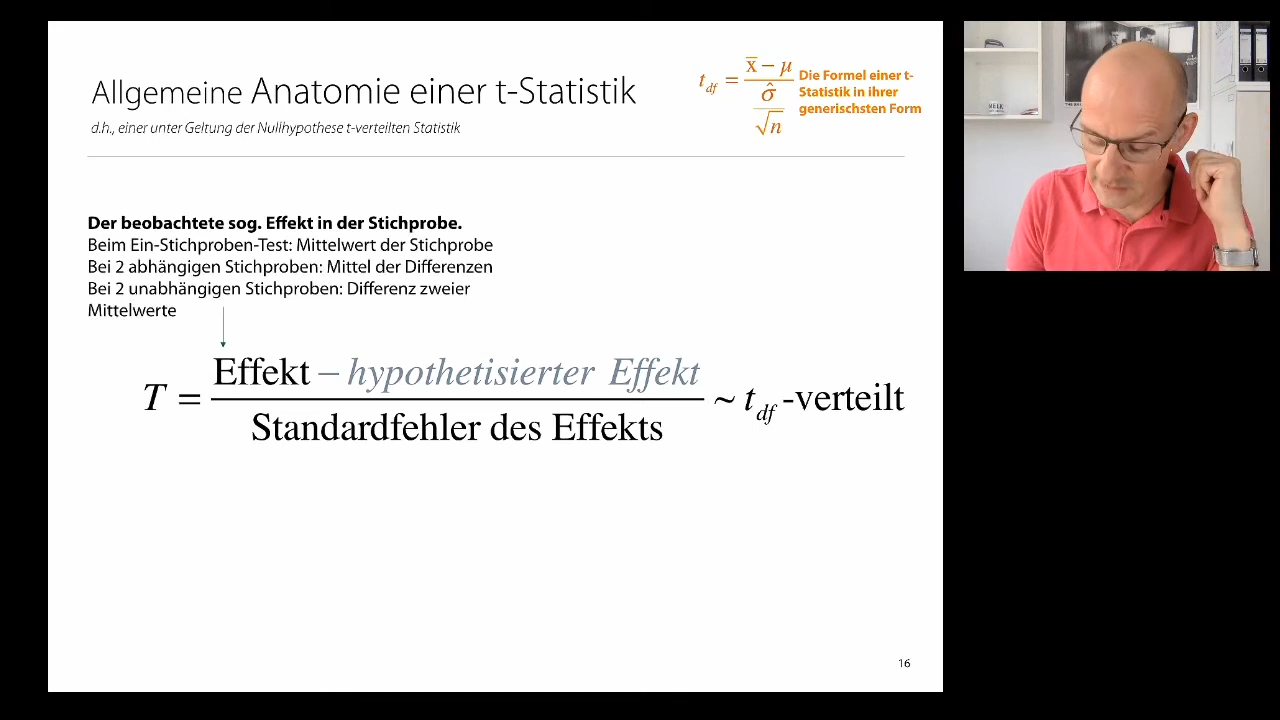 Allgemeine Anatomie einer t-Statistik
d.h., einer unter Geltung der Nullhypothese t-verteilten Statistik
t_df = (x̄ − μ) / (σ̂ / √n)
Die Formel einer t-
Statistik in ihrer
generischsten Form
Der beobachtete sog. Effekt in der Stichprobe.
Beim Ein-Stichproben-Test: Mittelwert der Stichprobe
Bei 2 abhängigen Stichproben: Mittel der Differenzen
Bei 2 unabhängigen Stichproben: Differenz zweier
Mittelwerte
T = (Effekt − hypothetisierter Effekt) / (Standardfehler des Effekts) ~ t_df -verteilt
16